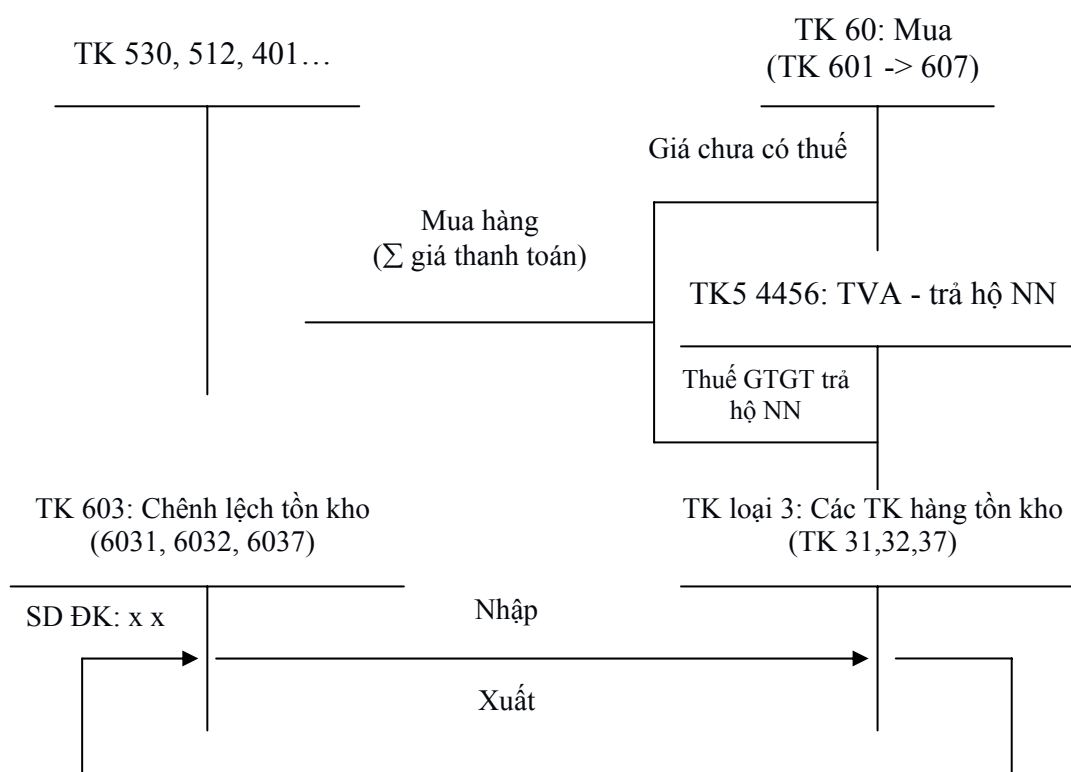 TK 530, 512, 401…
TK 60: Mua
(TK 601 -> 607)
Giá chưa có thuế
Mua hàng
(∑ giá thanh toán)
TK5 4456: TVA - trả hộ NN
Thuế GTGT trả
hộ NN
TK 603: Chênh lệch tồn kho
(6031, 6032, 6037)
TK loại 3: Các TK hàng tồn kho
(TK 31,32,37)
SD ĐK: x x
Nhập
Xuất